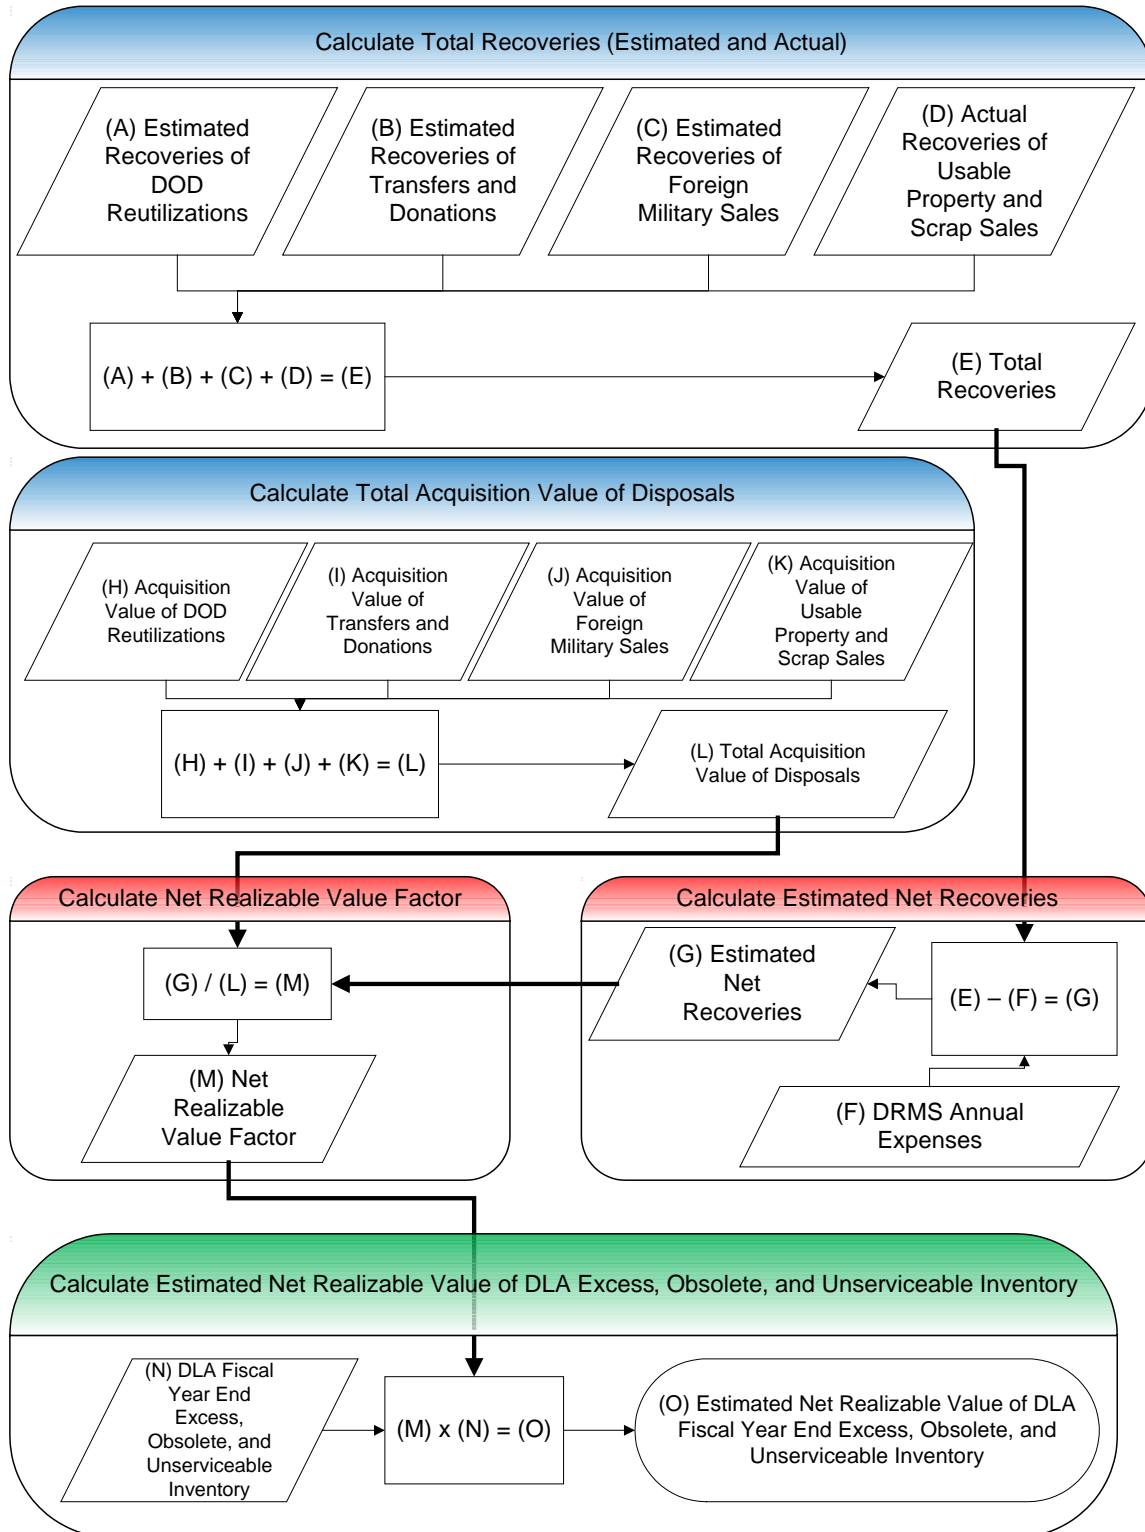 Calculate Total Recoveries (Estimated and Actual)
(A) Estimated
Recoveries of
DOD
Reutilizations
(B) Estimated
Recoveries of
Transfers and
Donations
(C) Estimated
Recoveries of
Foreign
Military Sales
(D) Actual
Recoveries of
Usable
Property and
Scrap Sales
(A) + (B) + (C) + (D) = (E)
(E) Total
Recoveries
Calculate Total Acquisition Value of Disposals
(H) Acquisition
Value of DOD
Reutilizations
(I) Acquisition
Value of
Transfers and
Donations
(J) Acquisition
Value of
Foreign
Military Sales
(K) Acquisition
Value of
Usable
Property and
Scrap Sales
(H) + (I) + (J) + (K) = (L)
(L) Total Acquisition
Value of Disposals
Calculate Net Realizable Value Factor
(G) / (L) = (M)
(M) Net
Realizable
Value Factor
Calculate Estimated Net Recoveries
(G) Estimated
Net
Recoveries
(E) – (F) = (G)
(F) DRMS Annual
Expenses
Calculate Estimated Net Realizable Value of DLA Excess, Obsolete, and Unserviceable Inventory
(N) DLA Fiscal
Year End
Excess,
Obsolete, and
Unserviceable
Inventory
(M) x (N) = (O)
(O) Estimated Net Realizable Value of DLA
Fiscal Year End Excess, Obsolete, and
Unserviceable Inventory